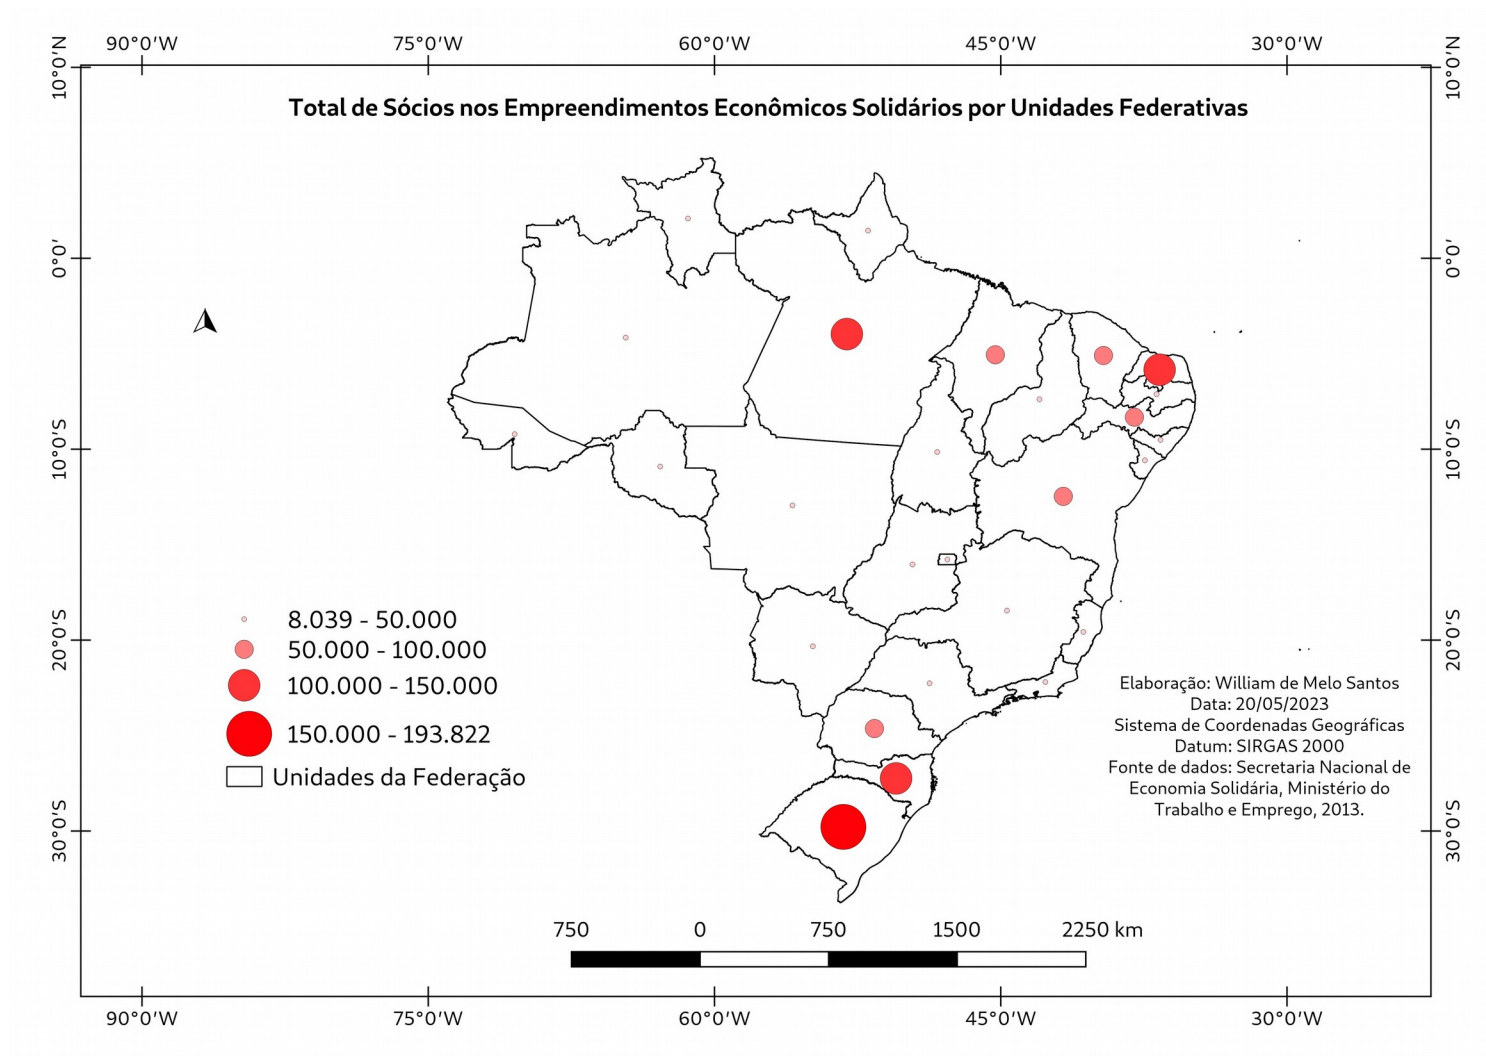 90°0′W 75°0′W 60°0′W 45°0′W 30°0′W
10°0′N 10°0′N
Total de Sócios nos Empreendimentos Econômicos Solidários por Unidades Federativas
0°0′ 0°0′
10°0′S 10°0′S
20°0′S 20°0′S
30°0′S 30°0′S
8.039 - 50.000
50.000 - 100.000
100.000 - 150.000
150.000 - 193.822
Unidades da Federação
Elaboração: William de Melo Santos
Data: 20/05/2023
Sistema de Coordenadas Geográficas
Datum: SIRGAS 2000
Fonte de dados: Secretaria Nacional de
Economia Solidária, Ministério do
Trabalho e Emprego, 2013.
750 0 750 1500 2250 km
90°0′W 75°0′W 60°0′W 45°0′W 30°0′W